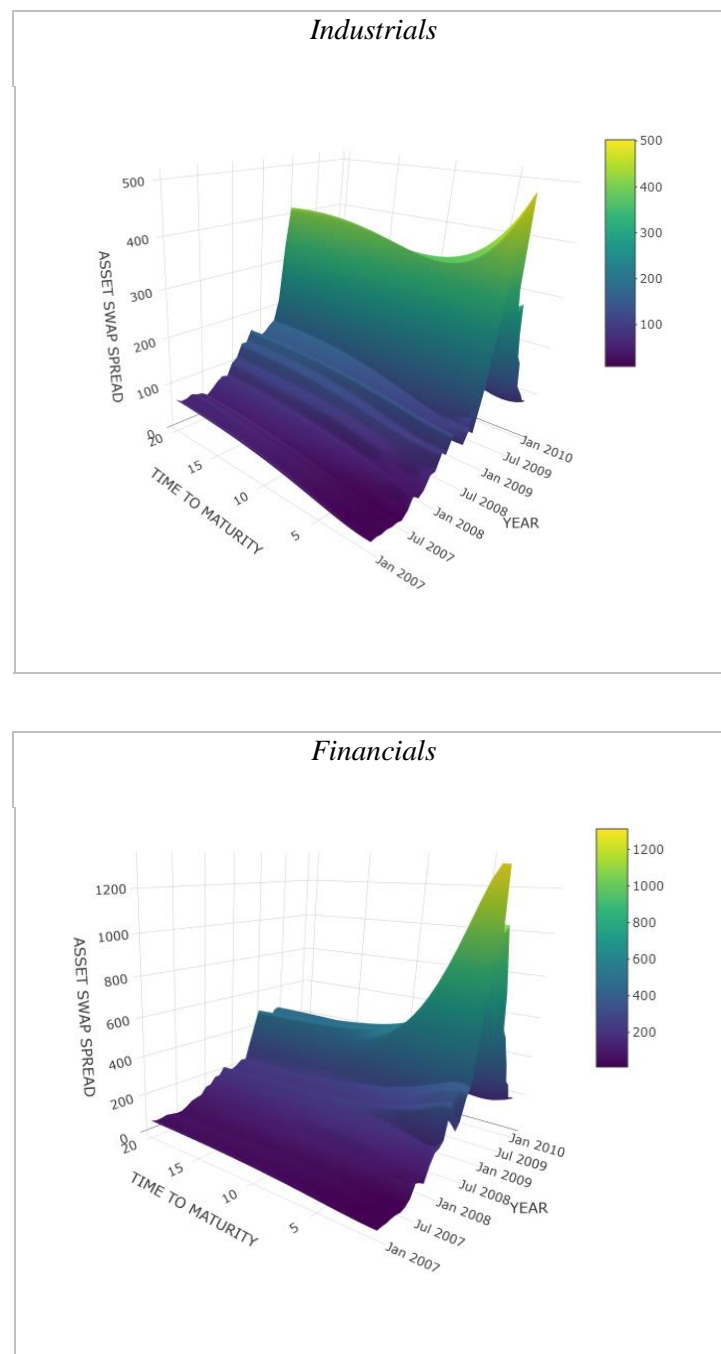 Industrials
500
400
300
200
100
0
ASSET SWAP SPREAD
20
15
10
5
TIME TO MATURITY
Jan 2010
Jul 2009
Jan 2009
Jul 2008
Jan 2008
Jul 2007
Jan 2007
YEAR
500
400
300
200
100
Financials
1200
1000
800
600
400
200
0
ASSET SWAP SPREAD
20
15
10
5
TIME TO MATURITY
Jan 2010
Jul 2009
Jan 2009
Jul 2008
Jan 2008
Jul 2007
Jan 2007
YEAR
1200
1000
800
600
400
200